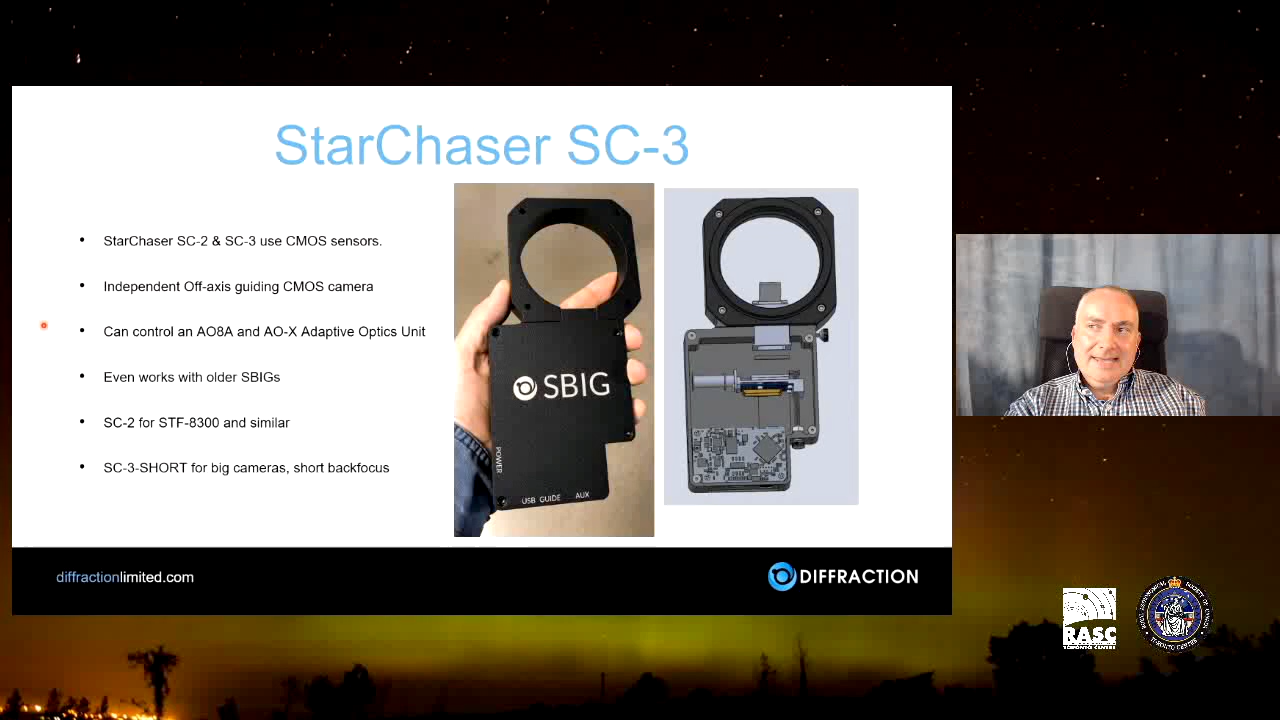 StarChaser SC-3
• StarChaser SC-2 & SC-3 use CMOS sensors.
• Independent Off-axis guiding CMOS camera
• Can control an AO8A and AO-X Adaptive Optics Unit
• Even works with older SBIGs
• SC-2 for STF-8300 and similar
• SC-3-SHORT for big cameras, short backfocus
SBIG
POWER
USB GUIDE AUX
diffractionlimited.com
DIFFRACTION
RASC
TORONTO CENTRE